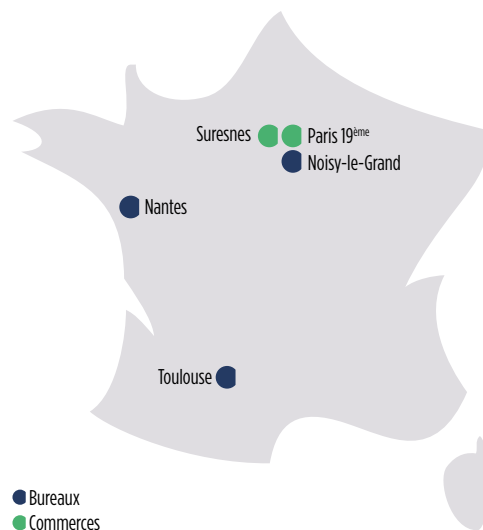 Suresnes
Paris 19ème
Noisy-le-Grand
Nantes
Toulouse
Bureaux
Commerces